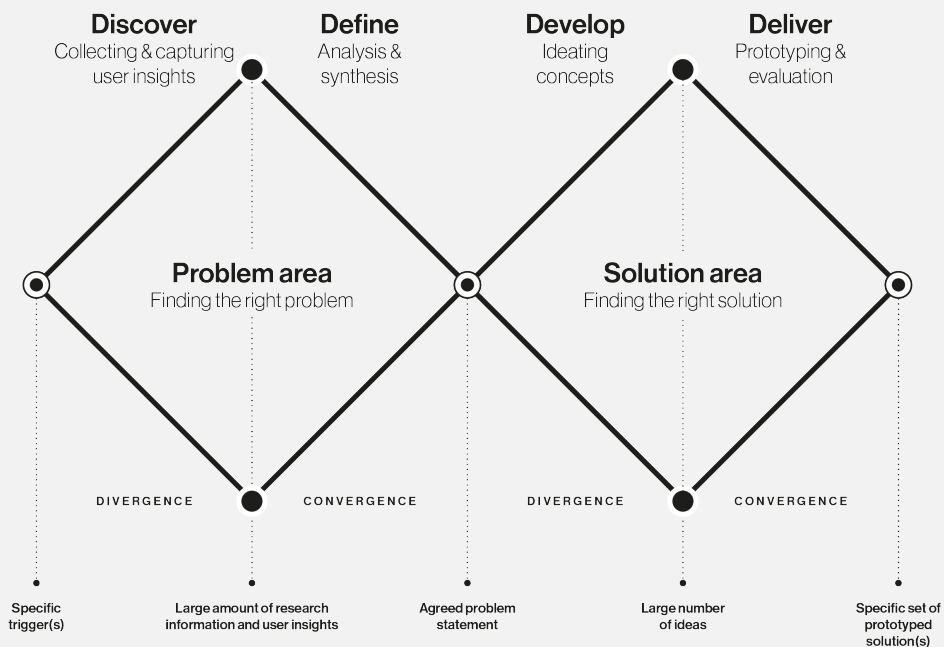 Discover
Collecting & capturing
user insights
Define
Analysis &
synthesis
Develop
Ideating
concepts
Deliver
Prototyping &
evaluation
Problem area
Finding the right problem
Solution area
Finding the right solution
DIVERGENCE
CONVERGENCE
DIVERGENCE
CONVERGENCE
Specific
trigger(s)
Large amount of research
information and user insights
Agreed problem
statement
Large number
of ideas
Specific set of
prototyped
solution(s)